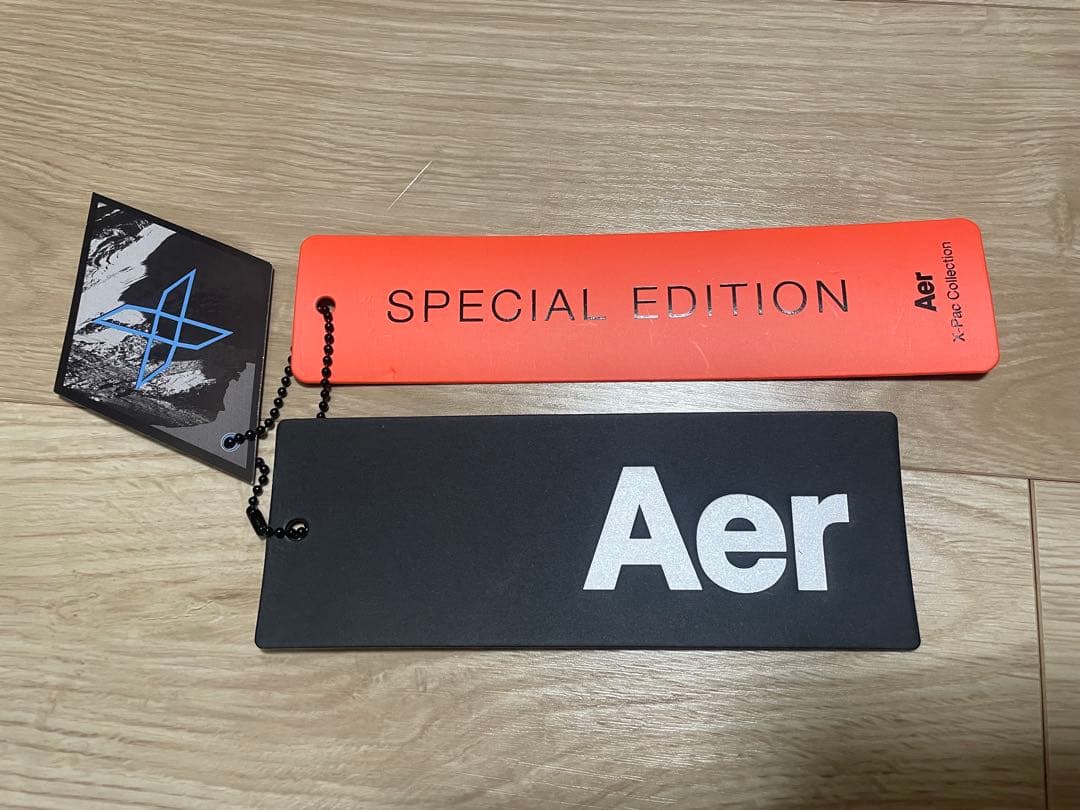 SPECIAL EDITION
Aer
X-Pac Collection
Aer